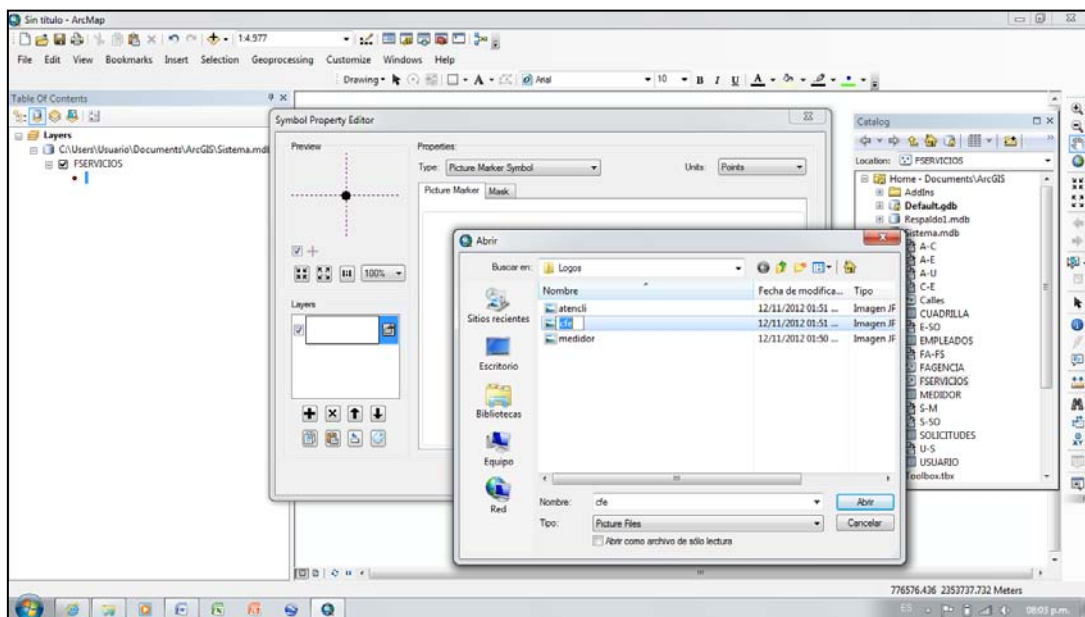 Sin título - ArcMap
1:4.977
File Edit View Bookmarks Insert Selection Geoprocessing Customize Windows Help
Drawing
A
Arial
10
B I U A
Table Of Contents
Layers
C:\Users\Usuario\Documents\ArcGIS\Sistema.md
FSERVICIOS
Symbol Property Editor
Preview
Properties:
Type: Picture Marker Symbol
Units: Points
Picture Marker
Mask
1:1
100%
Layers
Abrir
Buscar en: Logos
Nombre
Fecha de modifica...
Tipo
atencli 12/11/2012 01:51 ... Imagen JF
cfe 12/11/2012 01:51 ... Imagen JF
medidor 12/11/2012 01:50 ... Imagen JF
Sitios recientes
Escritorio
Bibliotecas
Equipo
Red
Nombre: cfe
Abrir
Tipo: Picture Files
Cancelar
Abrir como archivo de sólo lectura
Catalog
Location: FSERVICIOS
Home - Documents\ArcGIS
AddIns
Default.gdb
Respaldo1.mdb
Sistema.mdb
A-C
A-E
A-U
C-E
Calles
CUADRILLA
E-SO
EMPLEADOS
FA-FS
FAGENCIA
FSERVICIOS
MEDIDOR
S-M
S-SO
SOLICITUDES
U-S
USUARIO
Toolbox.tbx
776576.436 2353737.732 Meters
ES
08:03 p.m.